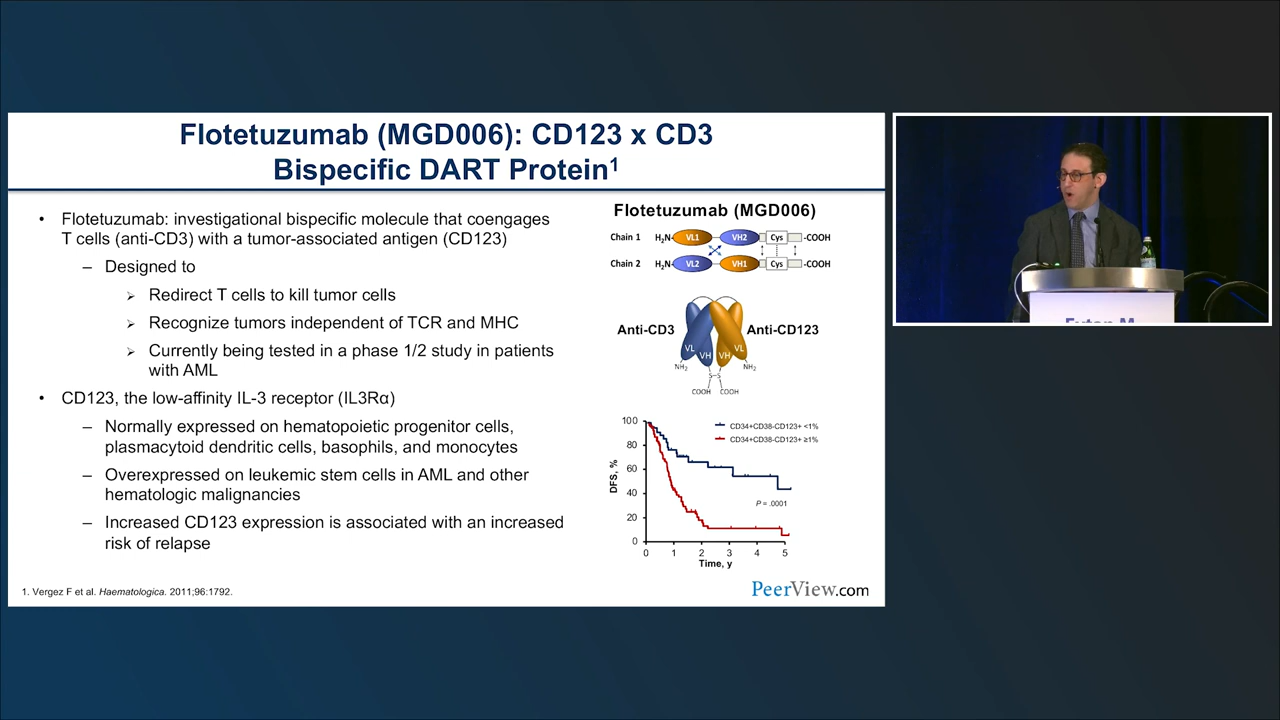 Flotetuzumab (MGD006): CD123 x CD3
Bispecific DART Protein¹
• Flotetuzumab: investigational bispecific molecule that coengages
T cells (anti-CD3) with a tumor-associated antigen (CD123)
– Designed to
➢ Redirect T cells to kill tumor cells
➢ Recognize tumors independent of TCR and MHC
➢ Currently being tested in a phase 1/2 study in patients
with AML
• CD123, the low-affinity IL-3 receptor (IL3Rα)
– Normally expressed on hematopoietic progenitor cells,
plasmacytoid dendritic cells, basophils, and monocytes
– Overexpressed on leukemic stem cells in AML and other
hematologic malignancies
– Increased CD123 expression is associated with an increased
risk of relapse
Flotetuzumab (MGD006)
Chain 1 H₂N- VL1 VH2 Cys -COOH
Chain 2 H₂N- VL2 VH1 Cys -COOH
Anti-CD3 Anti-CD123
VL VH VH VL
NH₂ NH₂
S–S
COOH COOH
CD34+CD38-CD123+ <1%
CD34+CD38-CD123+ ≥1%
DFS, %
100
80
60
40
20
0
P = .0001
0 1 2 3 4 5
Time, y
1. Vergez F et al. Haematologica. 2011;96:1792.
PeerView.com